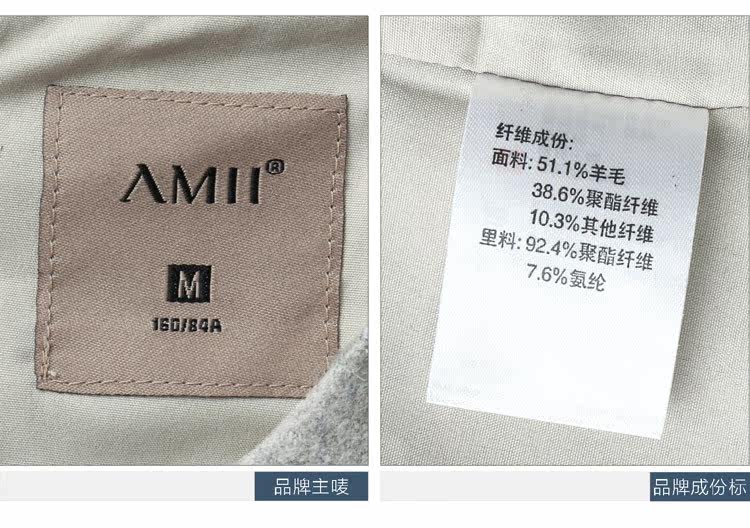 AMII®
M
160/84A
品牌主唛
纤维成份:
面料: 51.1%羊毛
38.6%聚酯纤维
10.3%其他纤维
里料: 92.4%聚酯纤维
7.6%氨纶
品牌成份标